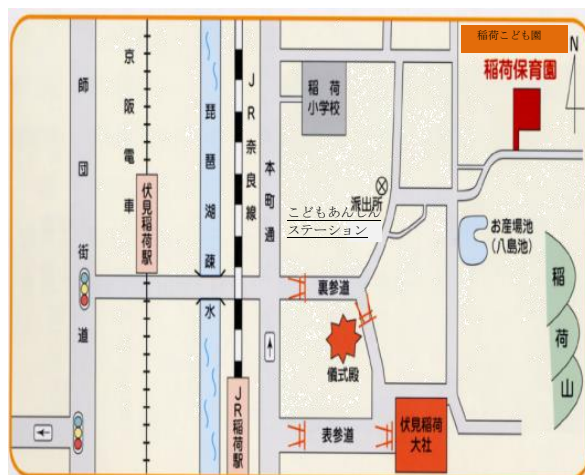 稲荷こども園
N
稲荷保育園
京阪電車
師団街道
琵琶湖疏水
JR奈良線
本町通
稲荷
小学校
派出所
こどもあんしん
ステーション
お産場池
(八島池)
伏見稲荷駅
裏参道
稲荷山
儀式殿
JR稲荷駅
表参道
伏見稲荷
大社